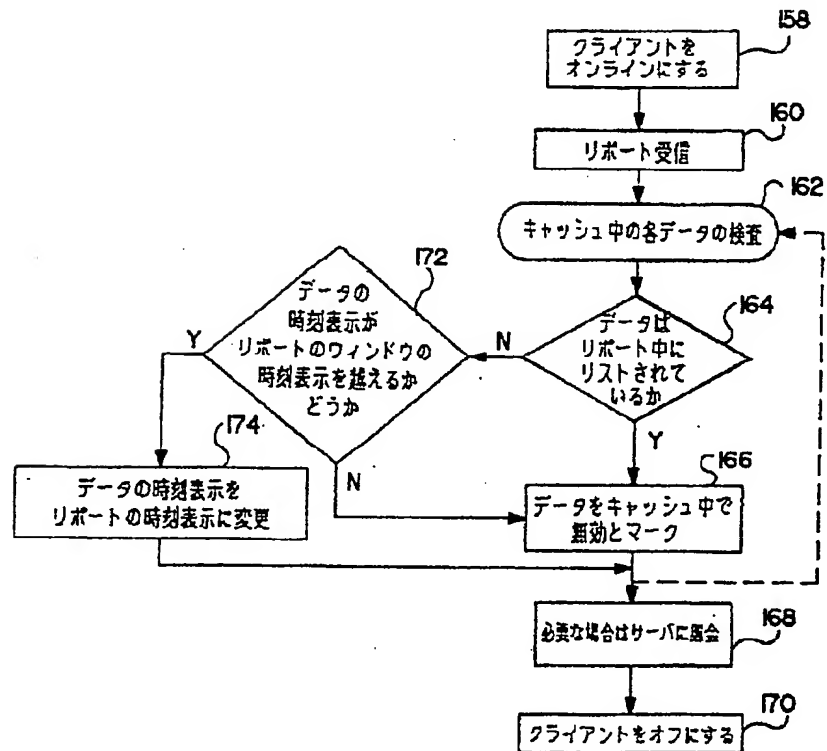 158
クライアントを
オンラインにする
160
リポート受信
162
キャッシュ中の各データの検査
172
データの
時刻表示が
リポートのウィンドウの
時刻表示を越えるか
どうか
164
データは
リポート中に
リストされて
いるか
Y
N
Y
N
174
データの時刻表示を
リポートの時刻表示に変更
166
データをキャッシュ中で
無効とマーク
168
必要な場合はサーバに照会
170
クライアントをオフにする